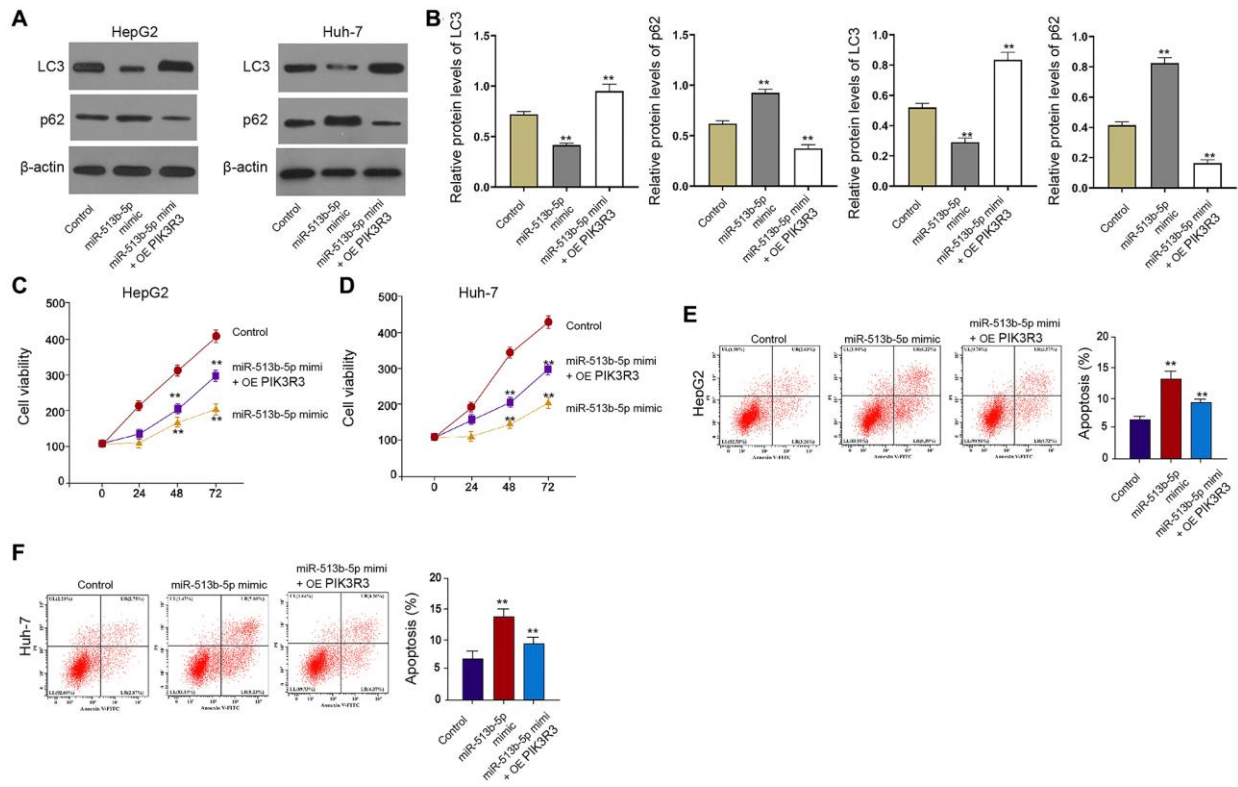 A
HepG2
Huh-7
LC3
p62
β-actin
LC3
p62
β-actin
Control
miR-513b-5p
mimic
miR-513b-5p mimi
+ OE PIK3R3
Control
miR-513b-5p
mimic
miR-513b-5p mimi
+ OE PIK3R3
B
Relative protein levels of LC3
1.5
1.0
0.5
0.0
**
**
Control
miR-513b-5p
mimic
miR-513b-5p mimi
+ OE PIK3R3
Relative protein levels of p62
1.5
1.0
0.5
0.0
**
**
Control
miR-513b-5p
mimic
miR-513b-5p mimi
+ OE PIK3R3
Relative protein levels of LC3
1.0
0.8
0.6
0.4
0.2
0.0
**
**
Control
miR-513b-5p
mimic
miR-513b-5p mimi
+ OE PIK3R3
Relative protein levels of p62
1.0
0.8
0.6
0.4
0.2
0.0
**
**
Control
miR-513b-5p
mimic
miR-513b-5p mimi
+ OE PIK3R3
C
HepG2
Cell viability
500
400
300
200
100
0
0 24 48 72
Control
miR-513b-5p mimi
+ OE PIK3R3
miR-513b-5p mimic
**
**
**
**
D
Huh-7
Cell viability
500
400
300
200
100
0
0 24 48 72
Control
miR-513b-5p mimi
+ OE PIK3R3
miR-513b-5p mimic
**
**
**
**
E
HepG2
Control
miR-513b-5p mimic
miR-513b-5p mimi
+ OE PIK3R3
Annexin V-FITC
Annexin V-FITC
Annexin V-FITC
Apoptosis (%)
20
15
10
5
0
**
**
Control
miR-513b-5p
mimic
miR-513b-5p mimi
+ OE PIK3R3
F
Huh-7
Control
miR-513b-5p mimic
miR-513b-5p mimi
+ OE PIK3R3
Annexin V-FITC
Annexin V-FITC
Annexin V-FITC
Apoptosis (%)
20
15
10
5
0
**
**
Control
miR-513b-5p
mimic
miR-513b-5p mimi
+ OE PIK3R3